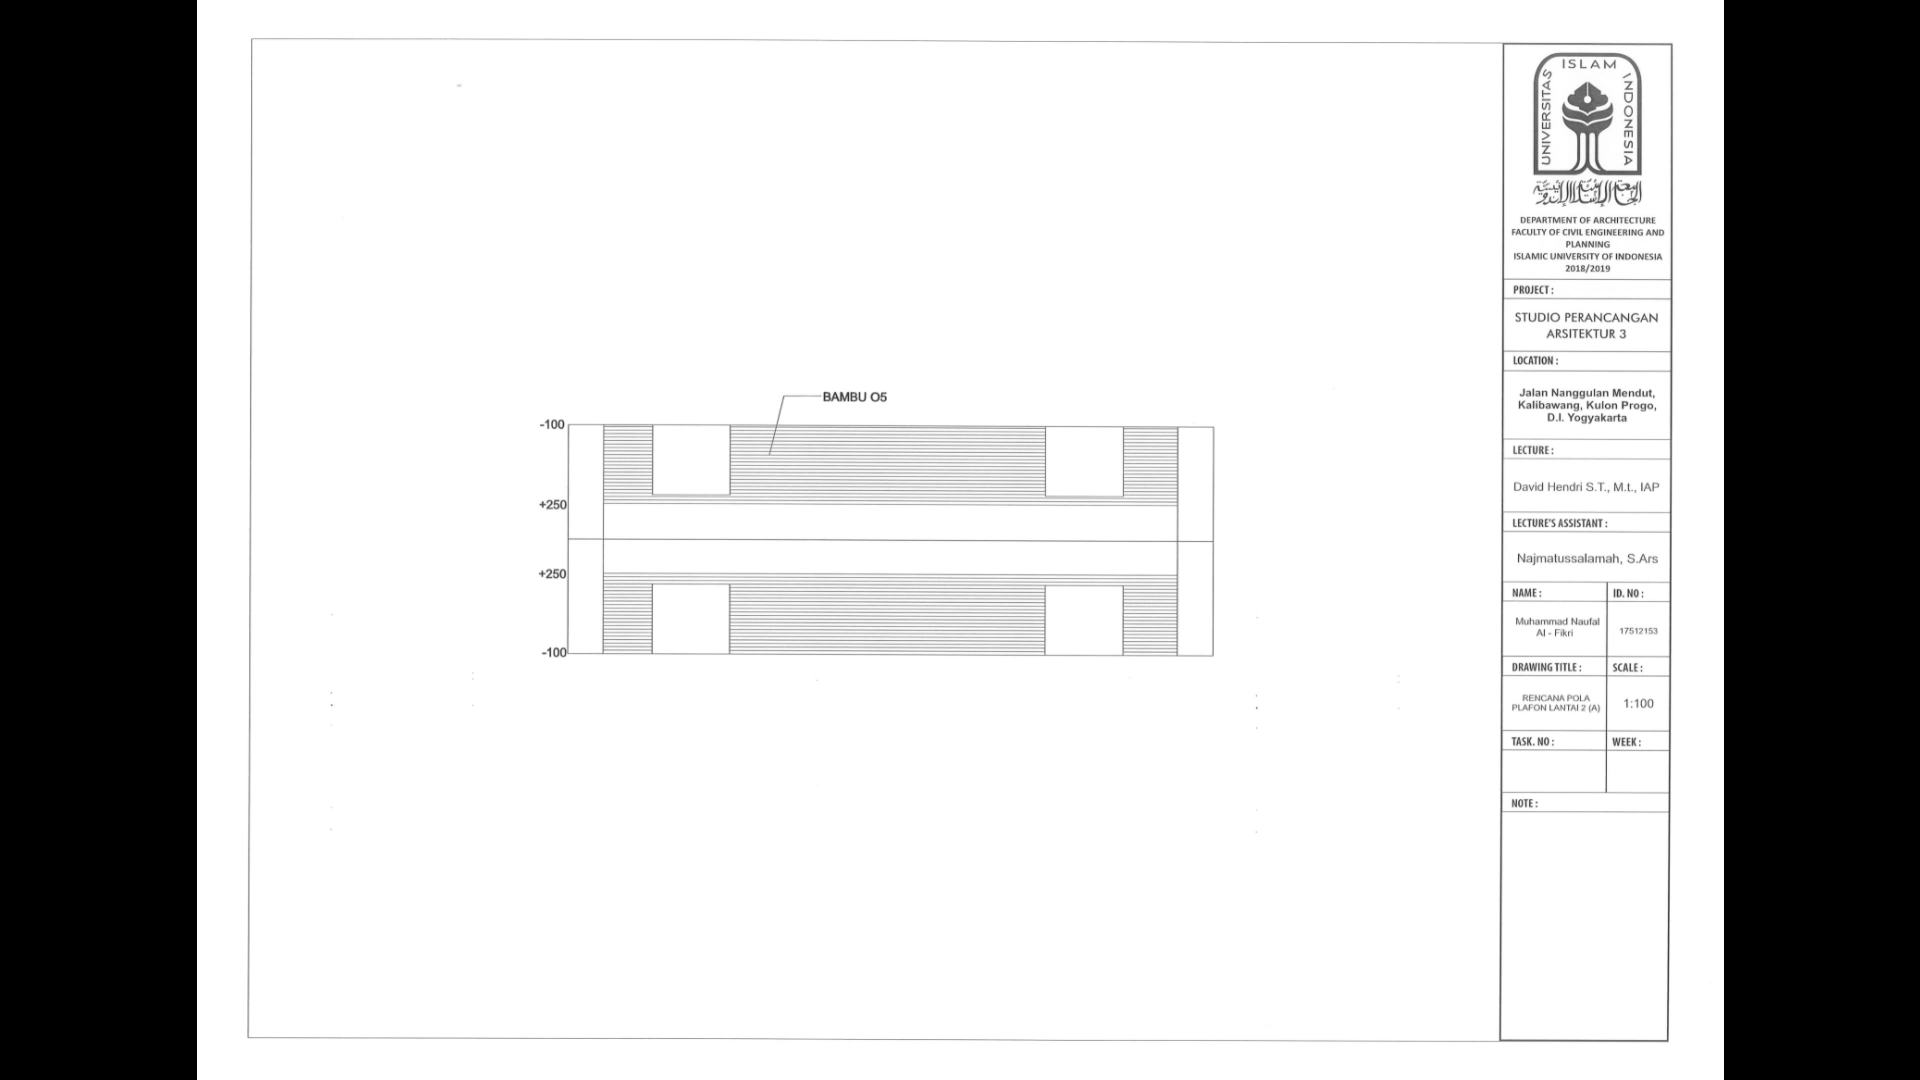 BAMBU O5
-100
+250
+250
-100
UNIVERSITAS ISLAM INDONESIA
DEPARTMENT OF ARCHITECTURE
FACULTY OF CIVIL ENGINEERING AND
PLANNING
ISLAMIC UNIVERSITY OF INDONESIA
2018/2019
PROJECT :
STUDIO PERANCANGAN
ARSITEKTUR 3
LOCATION :
Jalan Nanggulan Mendut,
Kalibawang, Kulon Progo,
D.I. Yogyakarta
LECTURE :
David Hendri S.T., M.t., IAP
LECTURE'S ASSISTANT :
Najmatussalamah, S.Ars
NAME :
ID. NO :
Muhammad Naufal
Al - Fikri
17512153
DRAWING TITLE :
SCALE :
RENCANA POLA
PLAFON LANTAI 2 (A)
1:100
TASK. NO :
WEEK :
NOTE :